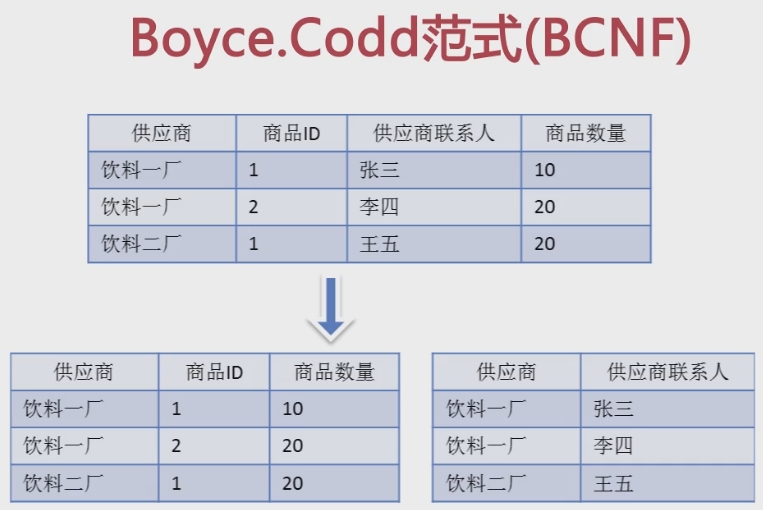 Boyce.Codd范式(BCNF)
供应商 商品ID 供应商联系人 商品数量
饮料一厂 1 张三 10
饮料一厂 2 李四 20
饮料二厂 1 王五 20
供应商 商品ID 商品数量
饮料一厂 1 10
饮料一厂 2 20
饮料二厂 1 20
供应商 供应商联系人
饮料一厂 张三
饮料一厂 李四
饮料二厂 王五